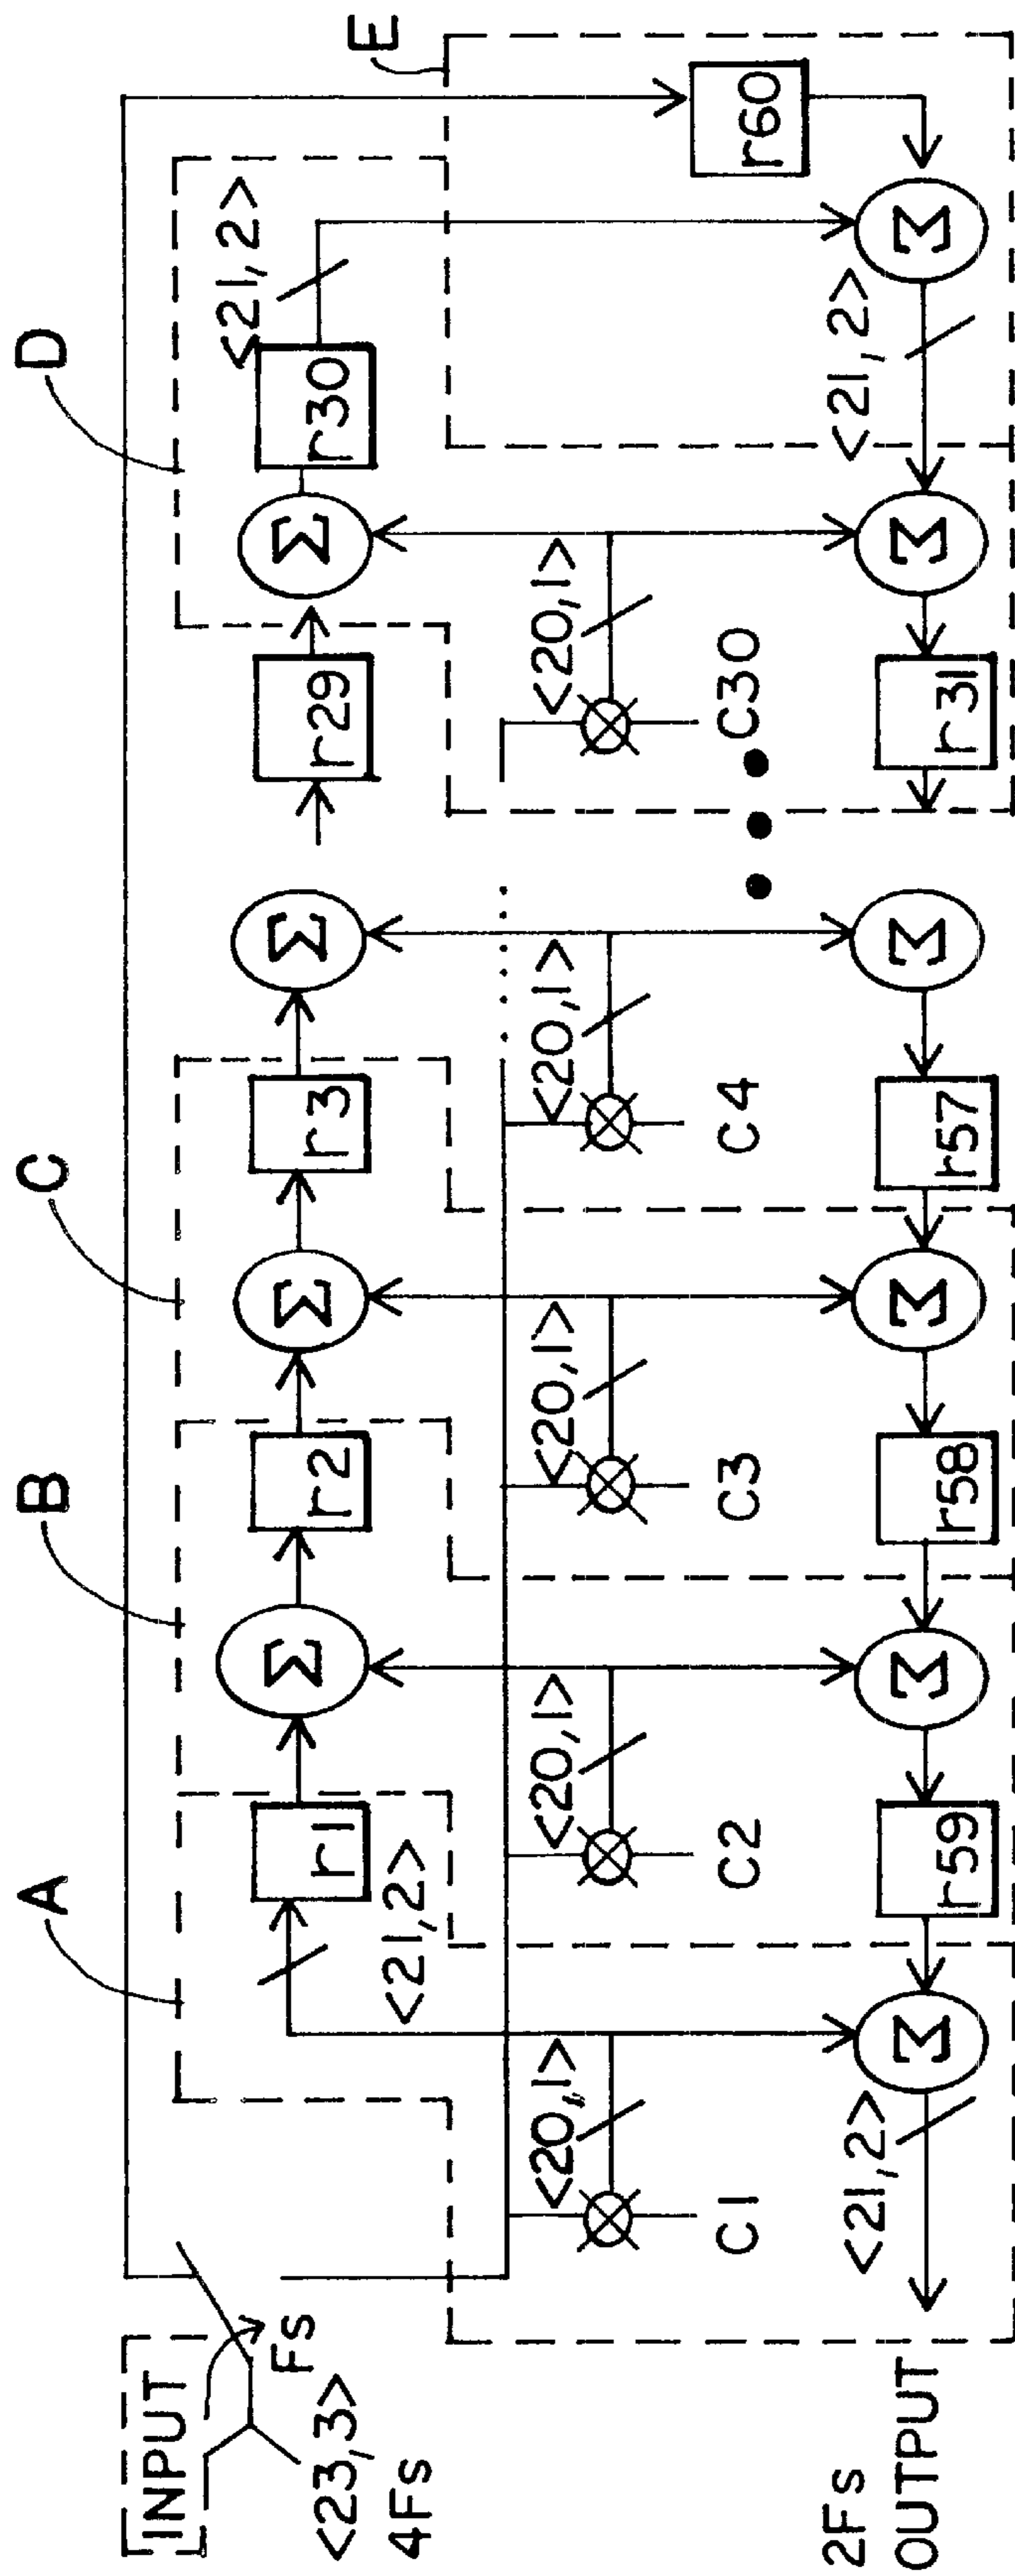 A
B
C
D
E
INPUT
Fs
<23,3>
4Fs
r1
Σ
r2
Σ
r3
Σ
r29
Σ
r30
<21,2>
<21,2>
<20,1>
<20,1>
<20,1>
<20,1>
<20,1>
C1
C2
C3
C4
C30
r60
<21,2>
Σ
r59
Σ
r58
Σ
r57
Σ
r31
Σ
<21,2>
Σ
2Fs
OUTPUT